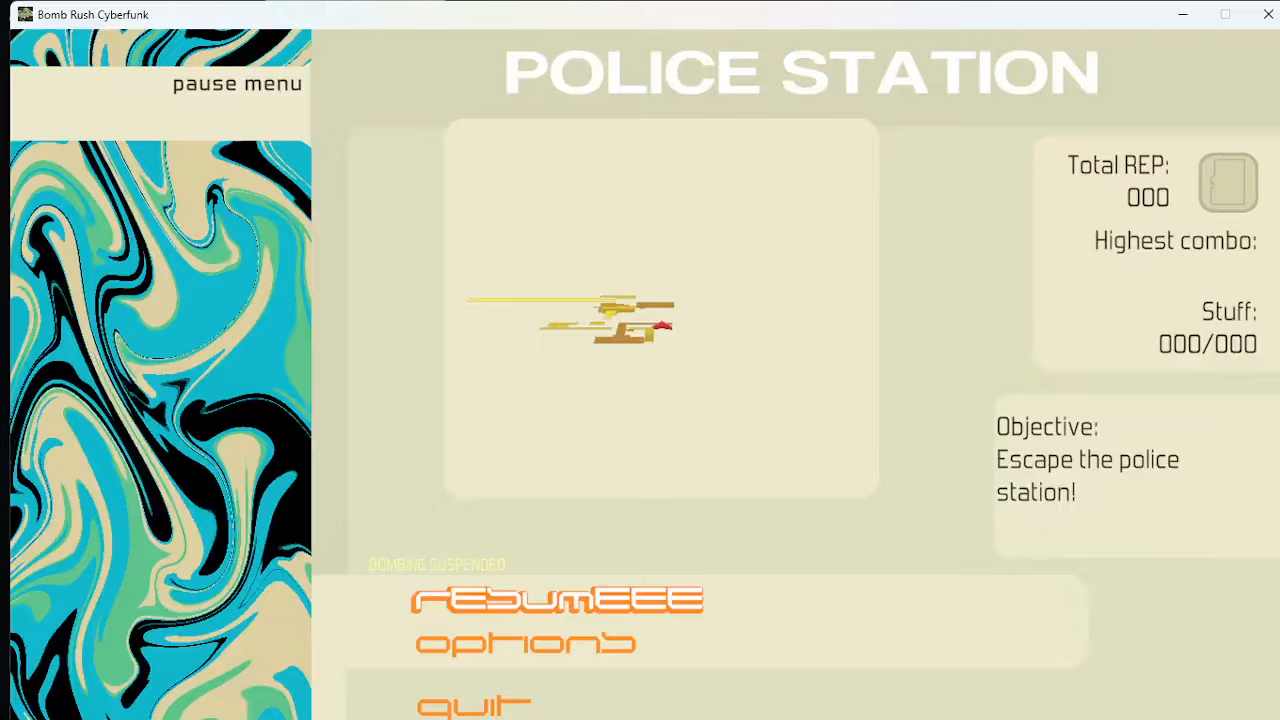 Bomb Rush Cyberfunk
pause menu
POLICE STATION
Total REP:
000
Highest combo:
Stuff:
000/000
Objective:
Escape the police
station!
BOMBING SUSPENDED
rESumEEE
options
quit